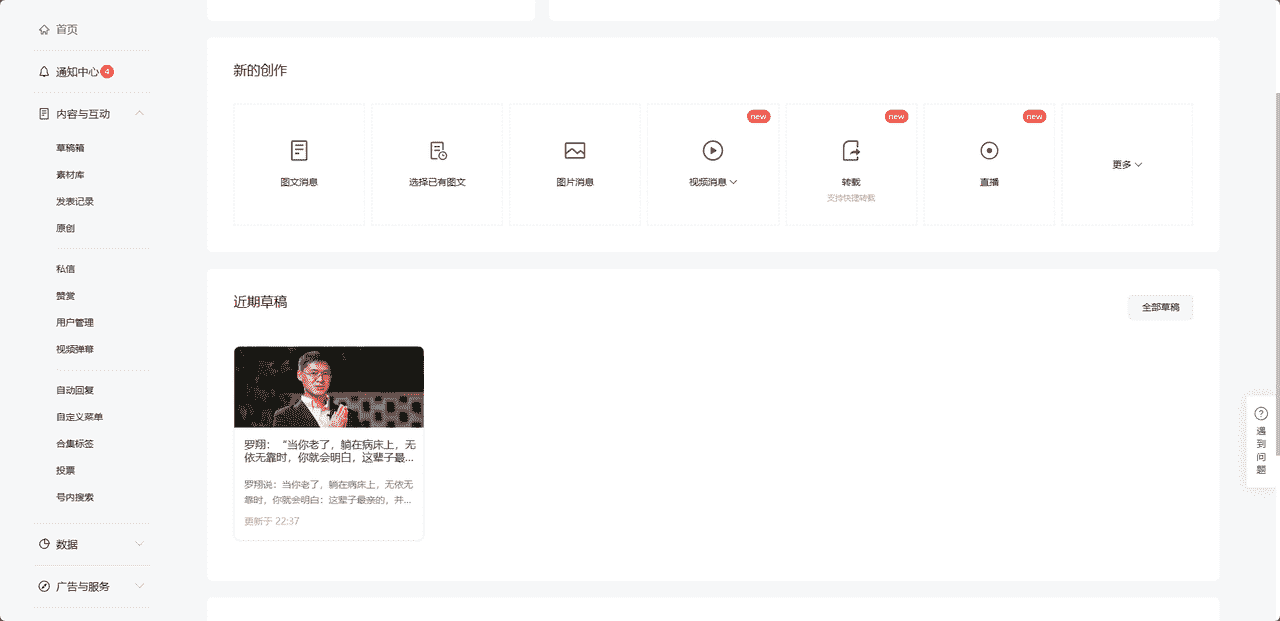 首页
通知中心 4
内容与互动
草稿箱
素材库
发表记录
原创
私信
赞赏
用户管理
视频弹幕
自动回复
自定义菜单
合集标签
投票
号内搜索
数据
广告与服务
新的创作
图文消息
选择已有图文
图片消息
new
视频消息
new
转载
支持快捷转载
new
直播
更多
近期草稿
全部草稿
罗翔：“当你老了，躺在病床上，无
依无靠时，你就会明白，这辈子最...
罗翔说：当你老了，躺在病床上，无依无
靠时，你就会明白：这辈子最亲的，并...
更新于 22:37
遇
到
问
题